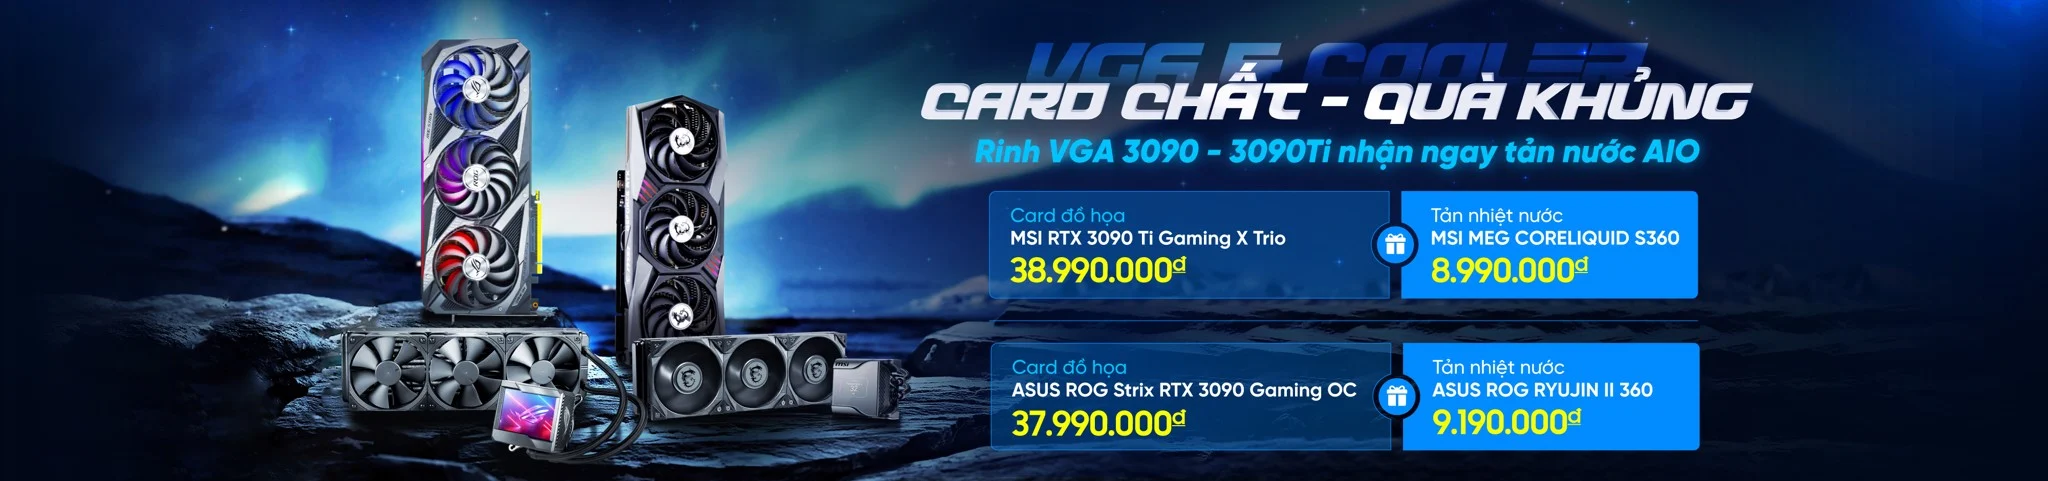 VGA & COOLER
CARD CHẤT - QUÀ KHỦNG
Rinh VGA 3090 - 3090Ti nhận ngay tản nước AIO
Card đồ họa
MSI RTX 3090 Ti Gaming X Trio
38.990.000đ
Tản nhiệt nước
MSI MEG CORELIQUID S360
8.990.000đ
Card đồ họa
ASUS ROG Strix RTX 3090 Gaming OC
37.990.000đ
Tản nhiệt nước
ASUS ROG RYUJIN II 360
9.190.000đ